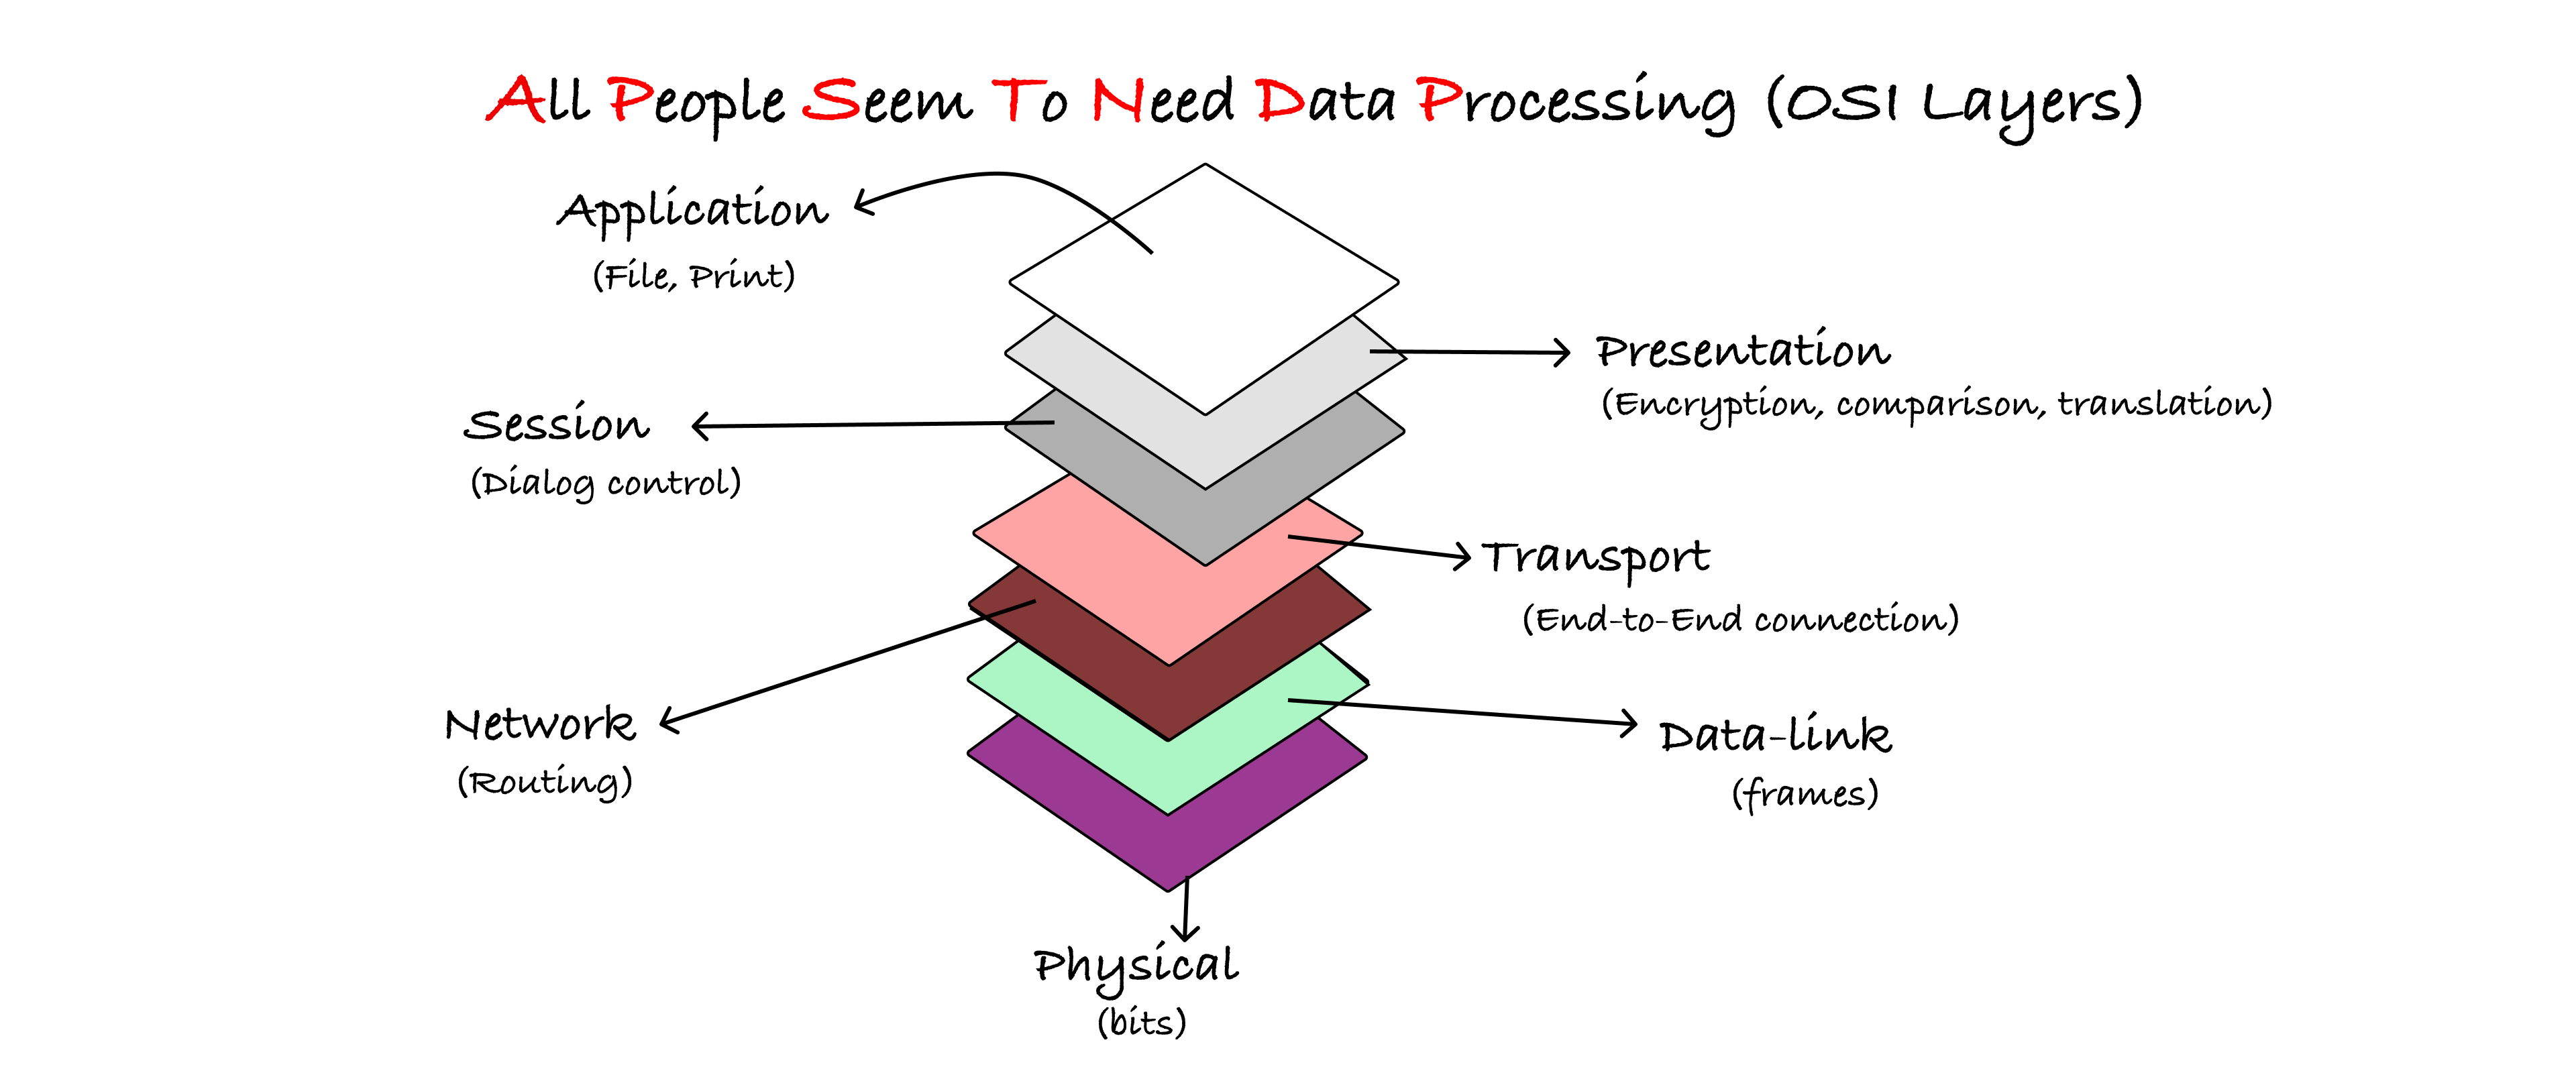 All People Seem To Need Data Processing (OSI Layers)
Application
(File, Print)
Presentation
(Encryption, comparison, translation)
Session
(Dialog control)
Transport
(End-to-End connection)
Network
(Routing)
Data-link
(frames)
Physical
(bits)